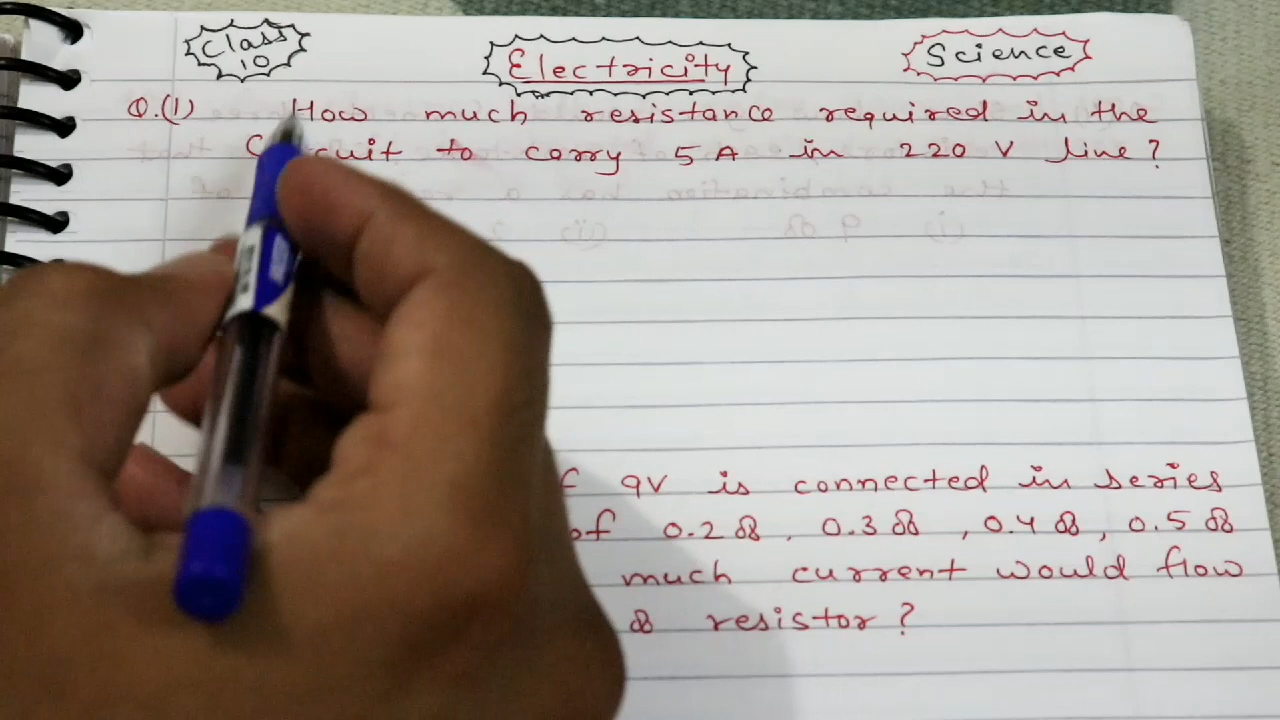 Class 10
Electricity
Science
Q.(1) How much resistance required in the
Circuit to carry 5 A in 220 V line?
9V is connected in series
of 0.2 Ω, 0.3 Ω, 0.4 Ω, 0.5 Ω
much current would flow
Ω resistor?